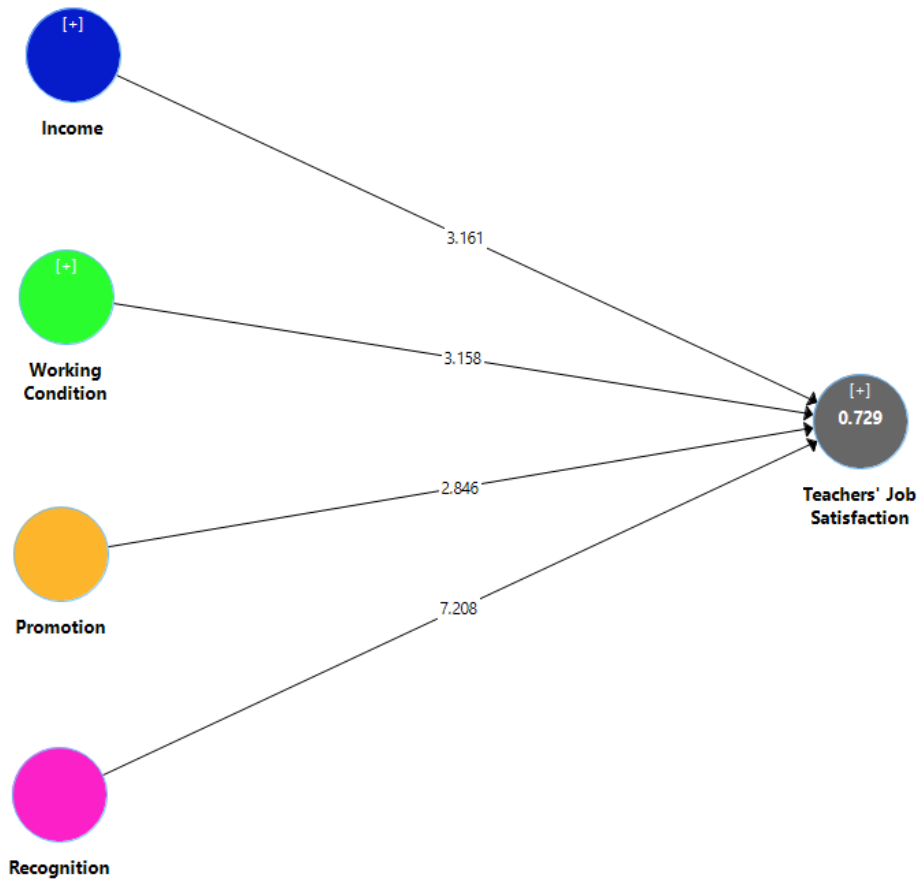 [+]
Income
3.161
[+]
Working
Condition
3.158
[+]
0.729
Teachers' Job
Satisfaction
2.846
Promotion
7.208
Recognition